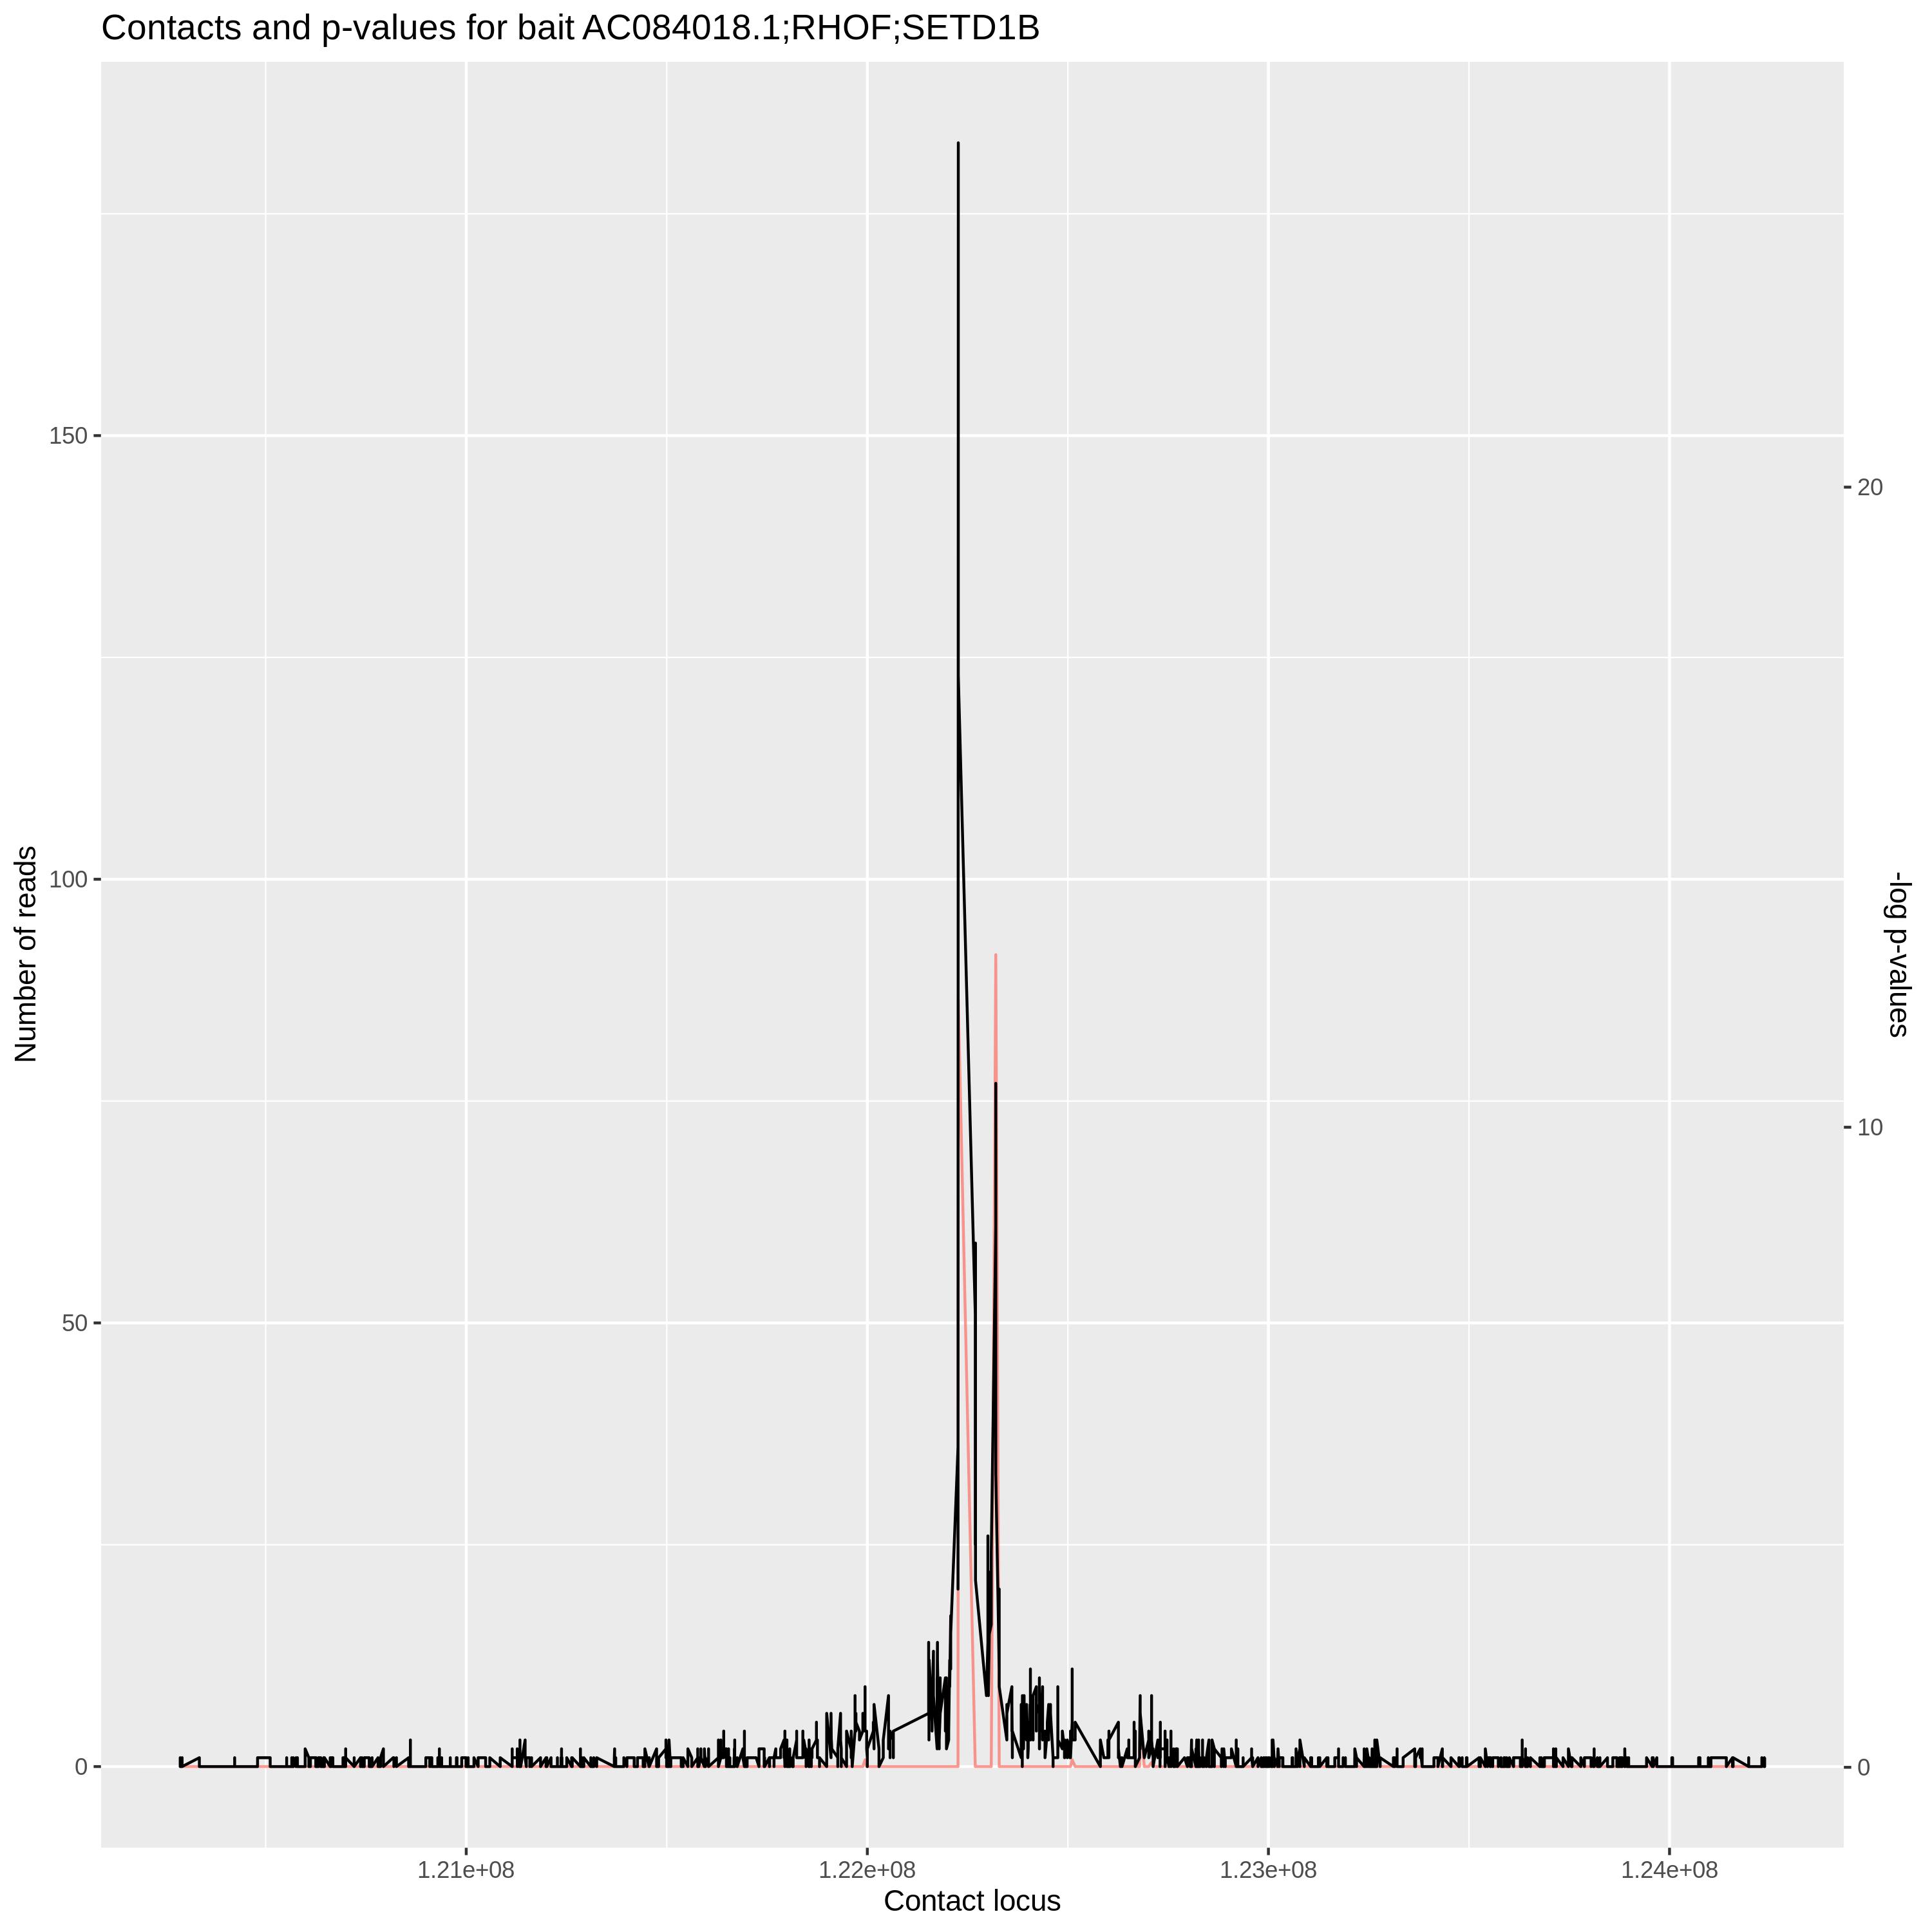 Contacts and p-values for bait AC084018.1;RHOF;SETD1B
Number of reads
150
100
50
0
20
10
0
-log p-values
1.21e+08 1.22e+08 1.23e+08 1.24e+08
Contact locus